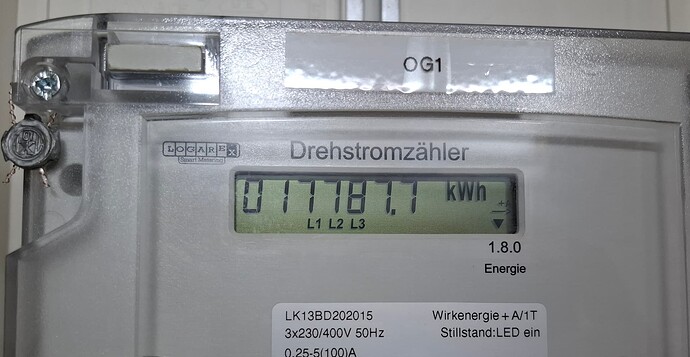 OG1
LOGAREX
Smart Metering
Drehstromzähler
017787.7 kWh
L1 L2 L3
1.8.0
Energie
LK13BD202015 Wirkenergie + A/1T
3x230/400V 50Hz Stillstand:LED ein
0,25-5(100)A